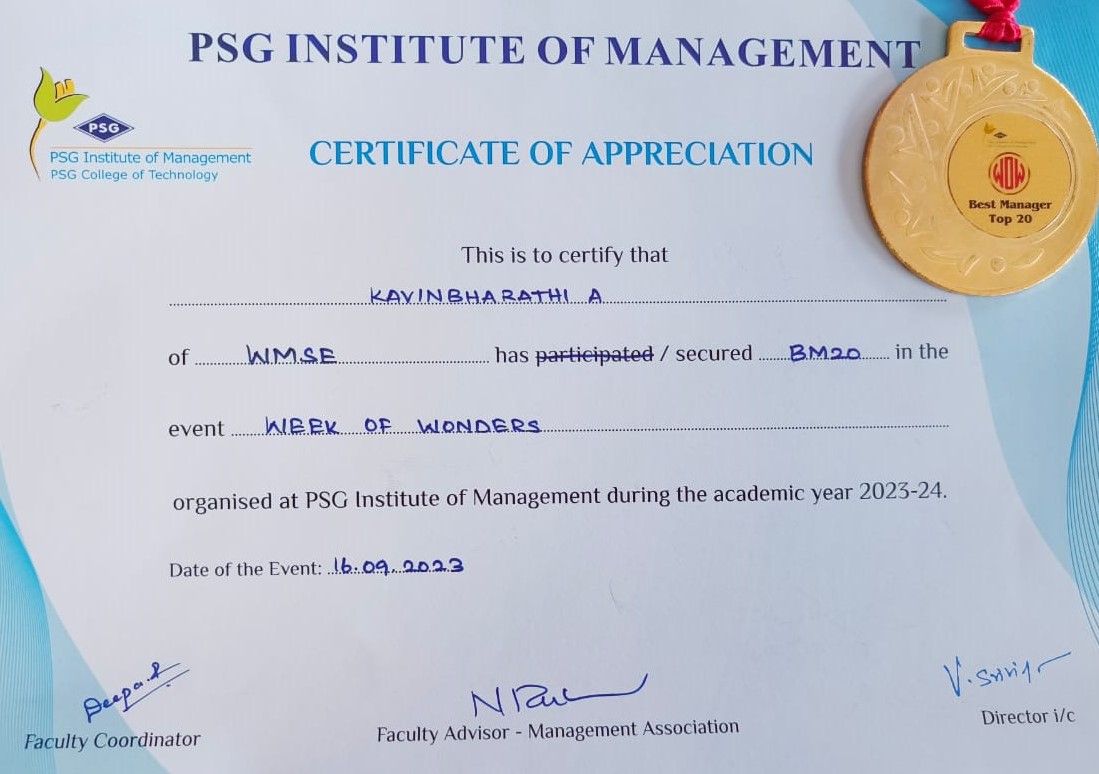 PSG INSTITUTE OF MANAGEMENT
PSG
PSG Institute of Management
PSG College of Technology
CERTIFICATE OF APPRECIATION
WOW
Best Manager
Top 20
This is to certify that
KAVINBHARATHI A
of WMSE has participated / secured BM20 in the
event WEEK OF WONDERS
organised at PSG Institute of Management during the academic year 2023-24.
Date of the Event: 16.09.2023
Deepa.R
Faculty Coordinator
Faculty Advisor - Management Association
Director i/c